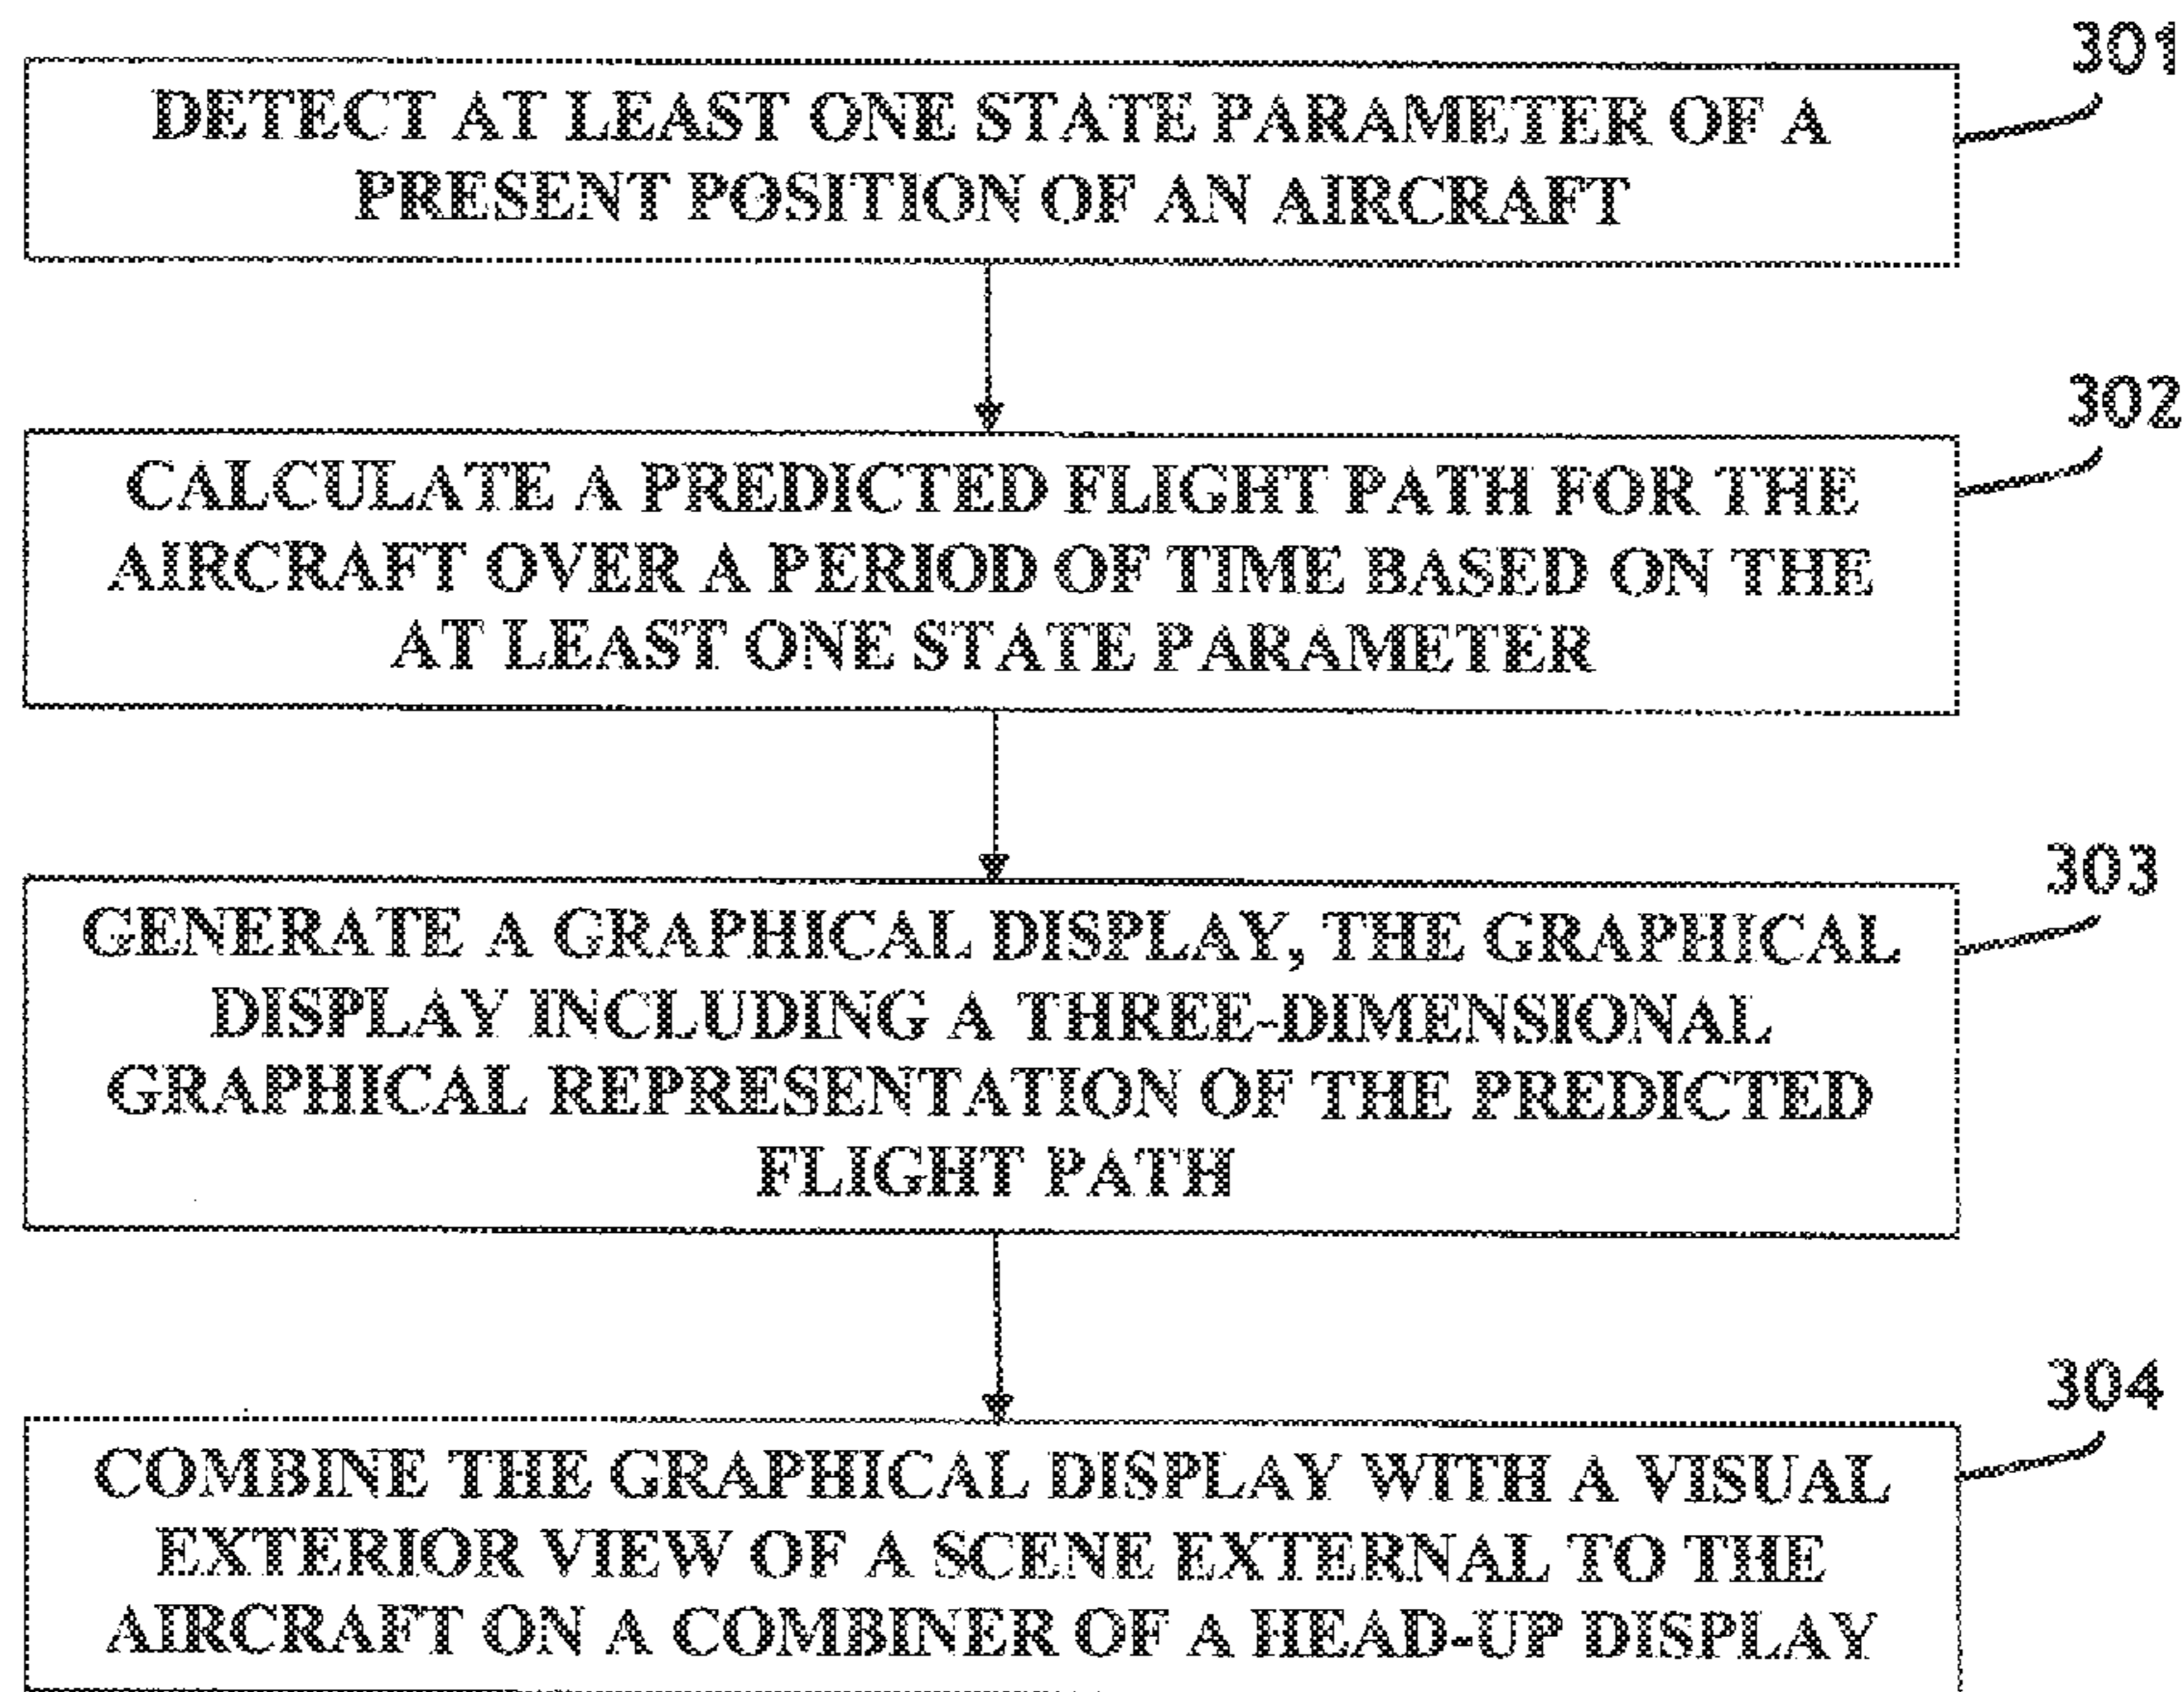 301
DETECT AT LEAST ONE STATE PARAMETER OF A
PRESENT POSITION OF AN AIRCRAFT
302
CALCULATE A PREDICTED FLIGHT PATH FOR THE
AIRCRAFT OVER A PERIOD OF TIME BASED ON THE
AT LEAST ONE STATE PARAMETER
303
GENERATE A GRAPHICAL DISPLAY, THE GRAPHICAL
DISPLAY INCLUDING A THREE-DIMENSIONAL
GRAPHICAL REPRESENTATION OF THE PREDICTED
FLIGHT PATH
304
COMBINE THE GRAPHICAL DISPLAY WITH A VISUAL
EXTERIOR VIEW OF A SCENE EXTERNAL TO THE
AIRCRAFT ON A COMBINER OF A HEAD-UP DISPLAY